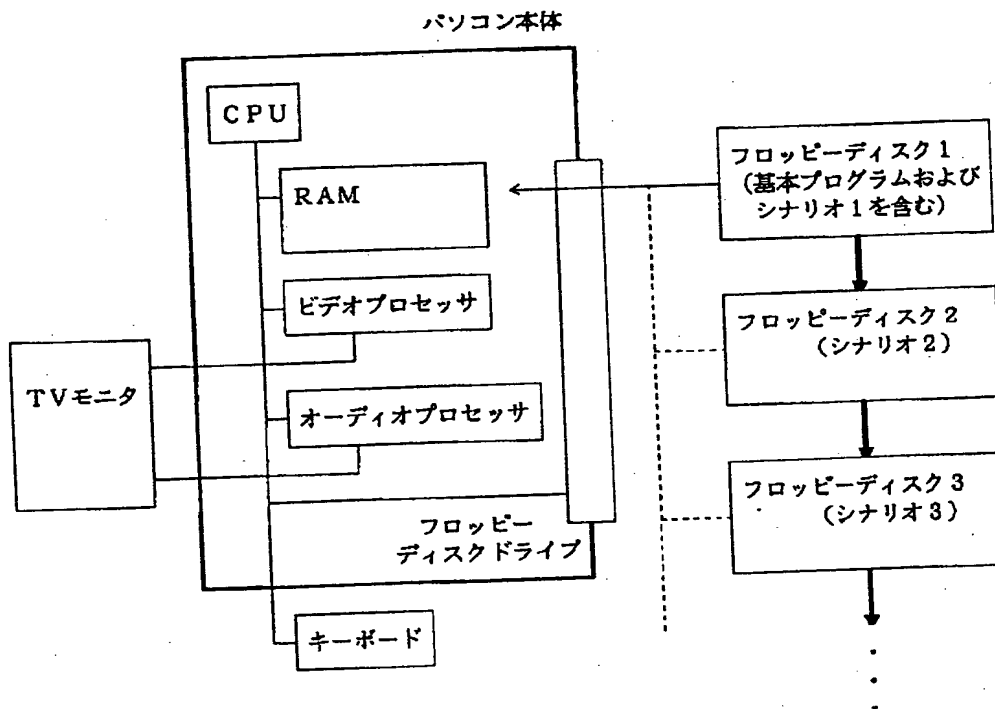 パソコン本体
CPU
RAM
ビデオプロセッサ
TVモニタ
オーディオプロセッサ
フロッピー
ディスクドライブ
キーボード
フロッピーディスク1
(基本プログラムおよび
シナリオ1を含む)
フロッピーディスク2
(シナリオ2)
フロッピーディスク3
(シナリオ3)